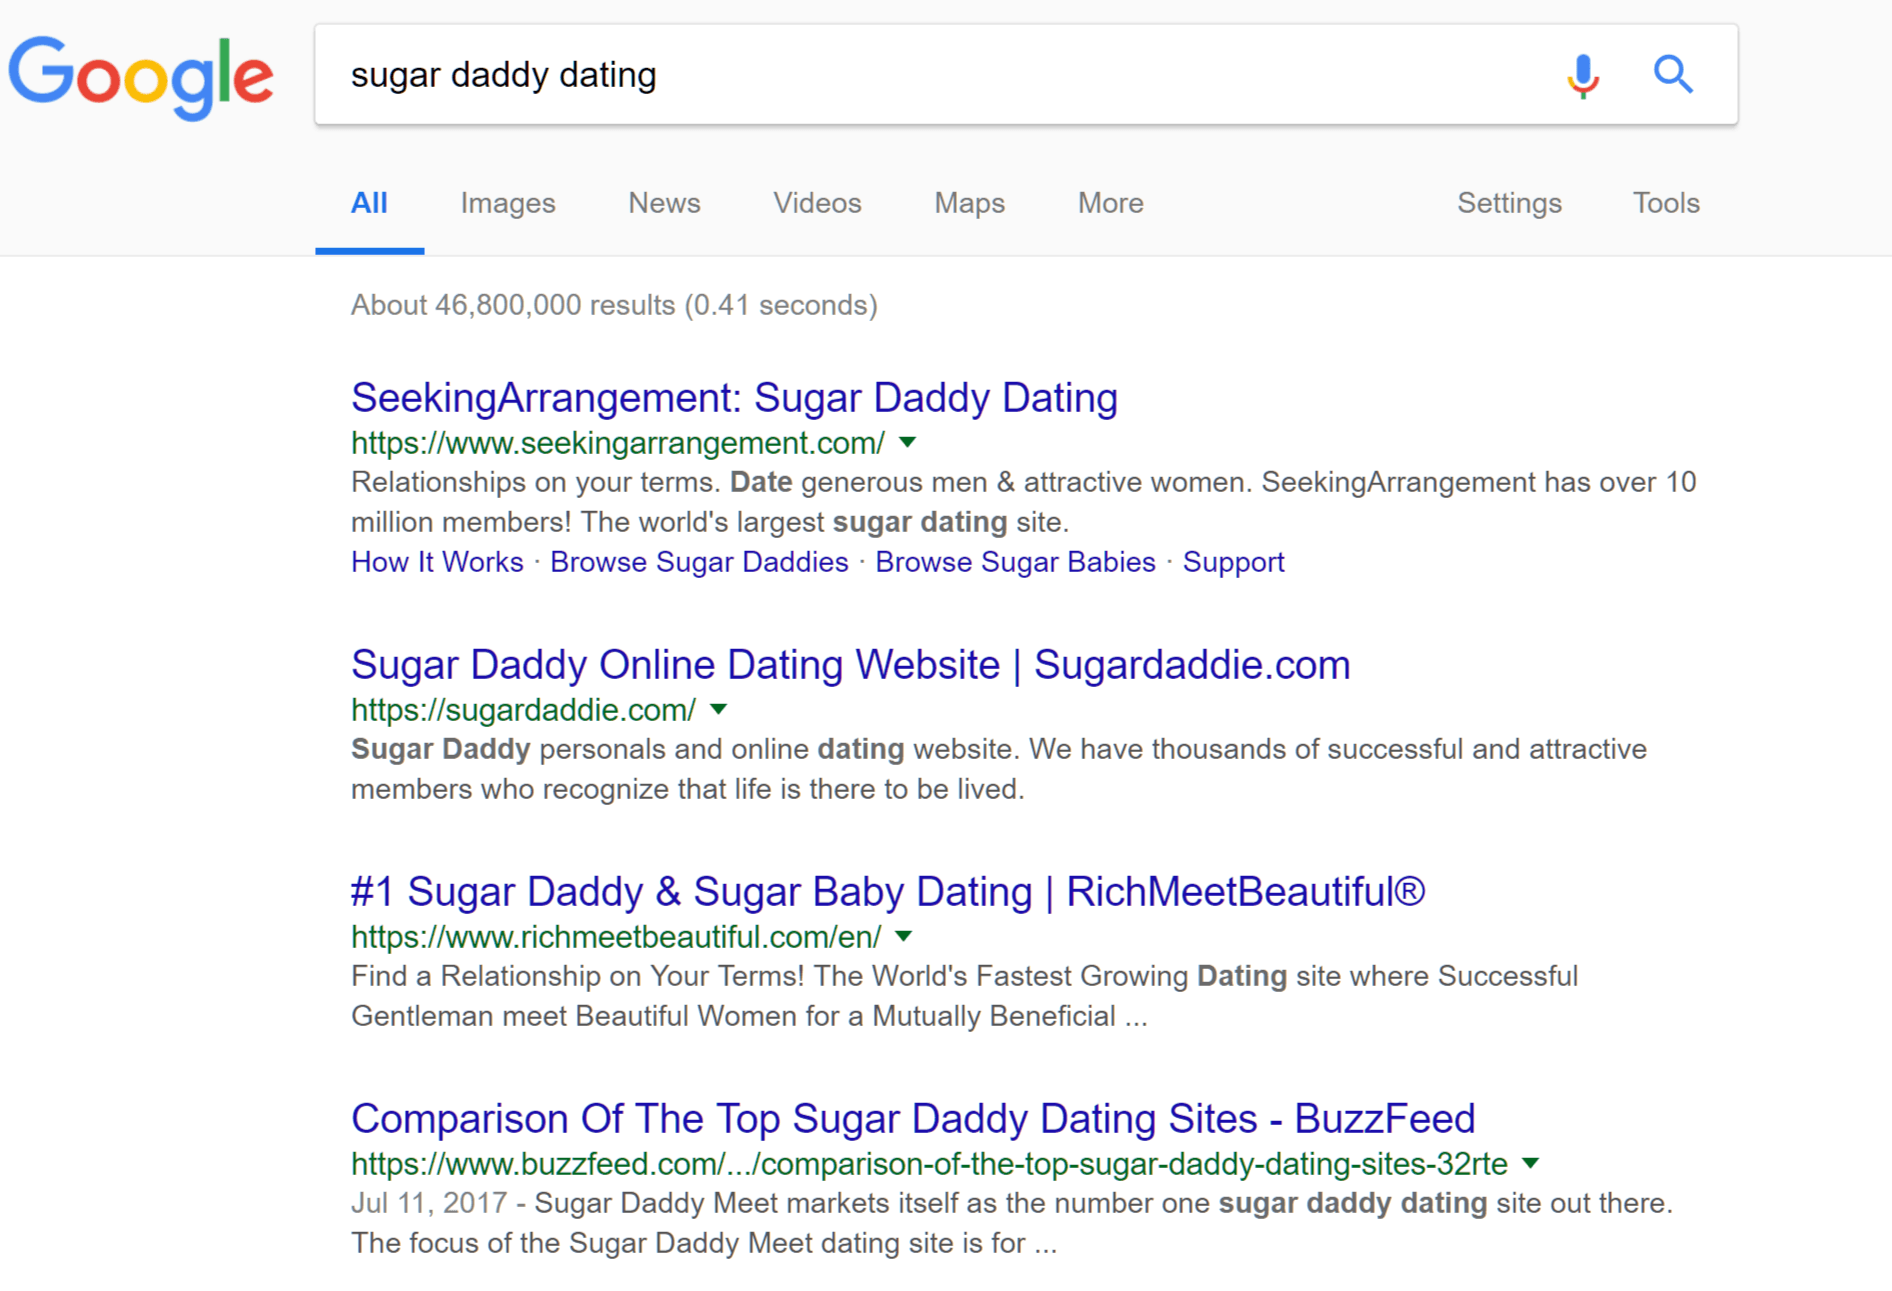 Google
sugar daddy dating
All Images News Videos Maps More Settings Tools
About 46,800,000 results (0.41 seconds)
SeekingArrangement: Sugar Daddy Dating
https://www.seekingarrangement.com/
Relationships on your terms. Date generous men & attractive women. SeekingArrangement has over 10
million members! The world's largest sugar dating site.
How It Works · Browse Sugar Daddies · Browse Sugar Babies · Support
Sugar Daddy Online Dating Website | Sugardaddie.com
https://sugardaddie.com/
Sugar Daddy personals and online dating website. We have thousands of successful and attractive
members who recognize that life is there to be lived.
#1 Sugar Daddy & Sugar Baby Dating | RichMeetBeautiful®
https://www.richmeetbeautiful.com/en/
Find a Relationship on Your Terms! The World's Fastest Growing Dating site where Successful
Gentleman meet Beautiful Women for a Mutually Beneficial ...
Comparison Of The Top Sugar Daddy Dating Sites - BuzzFeed
https://www.buzzfeed.com/.../comparison-of-the-top-sugar-daddy-dating-sites-32rte
Jul 11, 2017 - Sugar Daddy Meet markets itself as the number one sugar daddy dating site out there.
The focus of the Sugar Daddy Meet dating site is for ...